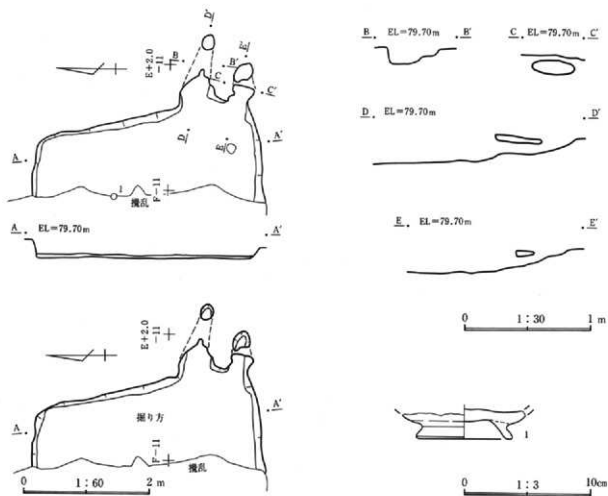 D′
E+2.0
-11
B
B′
E′
C
C′
D
E
A
A′
1
F-11
攪乱
A EL=79.70m A′
E+2.0
-11
掘り方
A
A′
F-11
攪乱
0 1:60 2 m
B EL=79.70m B′
C EL=79.70m C′
D EL=79.70m D′
E EL=79.70m E′
0 1:30 1 m
1
0 1:3 10cm